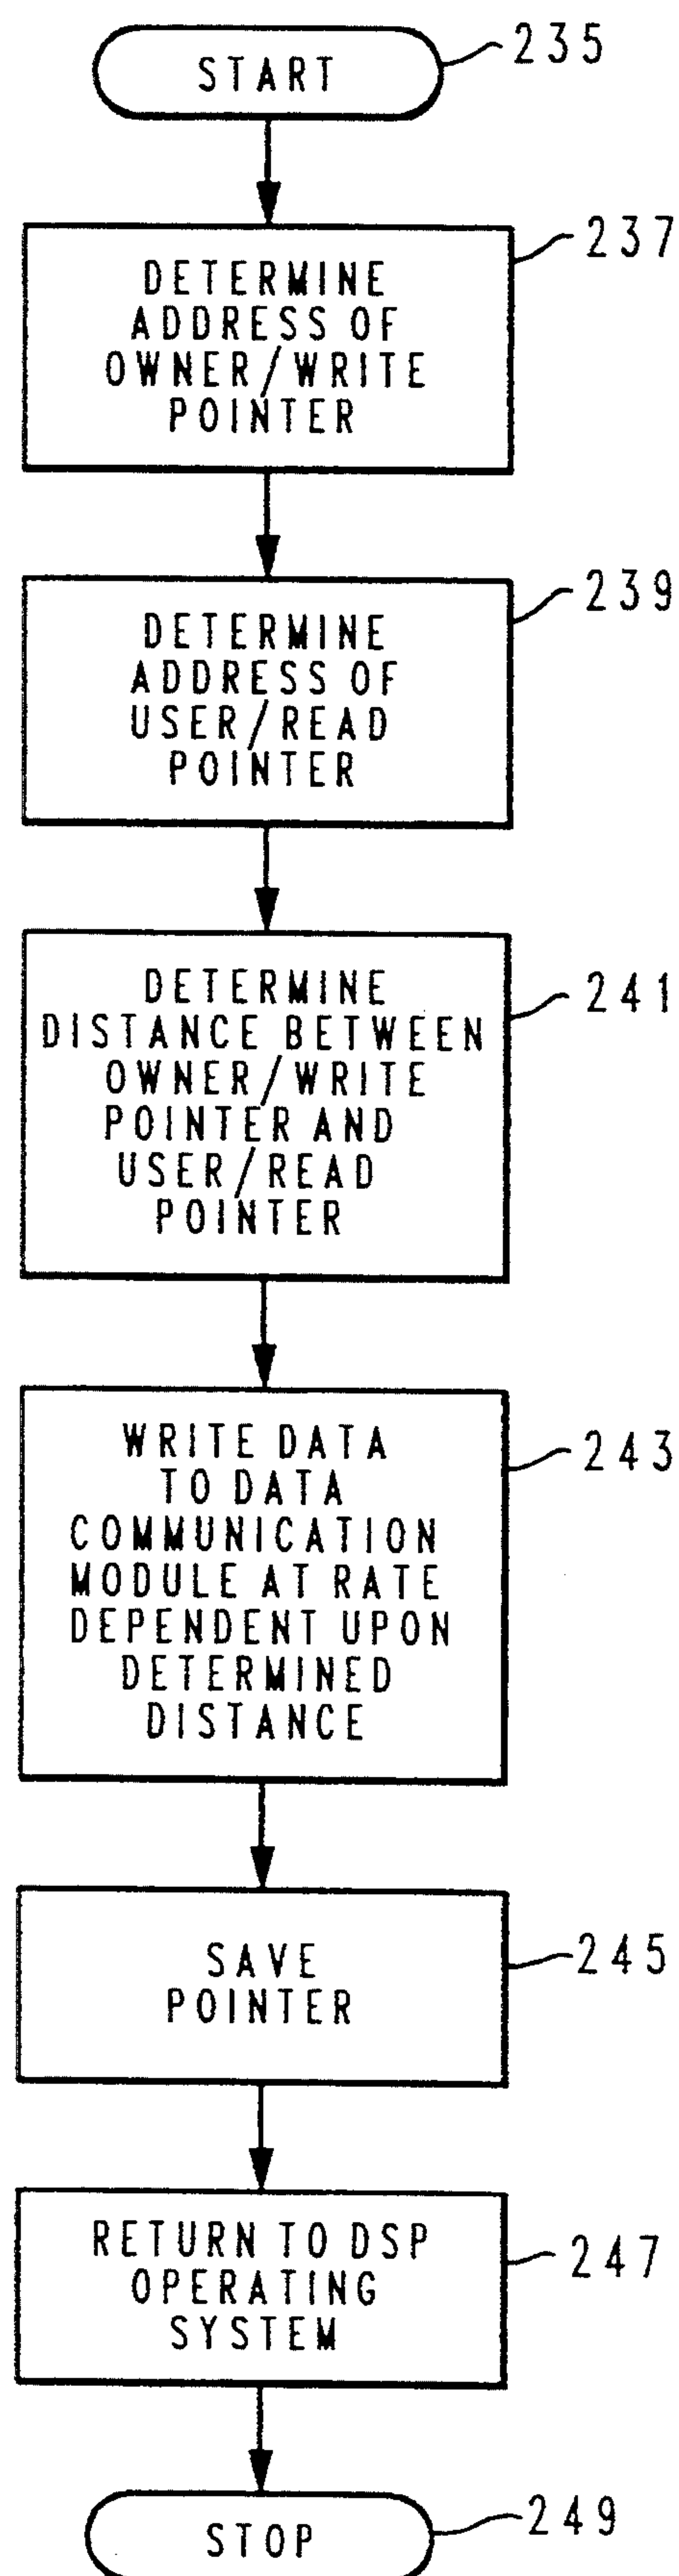 START
235
237
DETERMINE
ADDRESS OF
OWNER/WRITE
POINTER
239
DETERMINE
ADDRESS OF
USER/READ
POINTER
241
DETERMINE
DISTANCE BETWEEN
OWNER/WRITE
POINTER AND
USER/READ
POINTER
243
WRITE DATA
TO DATA
COMMUNICATION
MODULE AT RATE
DEPENDENT UPON
DETERMINED
DISTANCE
245
SAVE
POINTER
247
RETURN TO DSP
OPERATING
SYSTEM
249
STOP